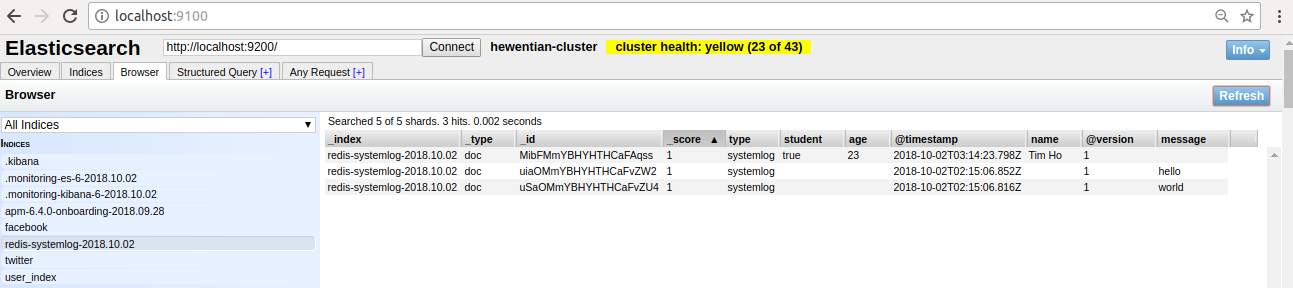 localhost:9100
Elasticsearch http://localhost:9200/ Connect hewentian-cluster cluster health: yellow (23 of 43) Info
Overview Indices Browser Structured Query [+] Any Request [+]
Browser Refresh
All Indices
Searched 5 of 5 shards. 3 hits. 0.002 seconds
INDICES
.kibana
.monitoring-es-6-2018.10.02
.monitoring-kibana-6-2018.10.02
apm-6.4.0-onboarding-2018.09.28
facebook
redis-systemlog-2018.10.02
twitter
user_index
_index _type _id _score ▲ type student age @timestamp name @version message
redis-systemlog-2018.10.02 doc MibFMmYBHYHTHCaFAqss 1 systemlog true 23 2018-10-02T03:14:23.798Z Tim Ho 1
redis-systemlog-2018.10.02 doc uiaOMmYBHYHTHCaFvZW2 1 systemlog 2018-10-02T02:15:06.852Z 1 hello
redis-systemlog-2018.10.02 doc uSaOMmYBHYHTHCaFvZU4 1 systemlog 2018-10-02T02:15:06.816Z 1 world